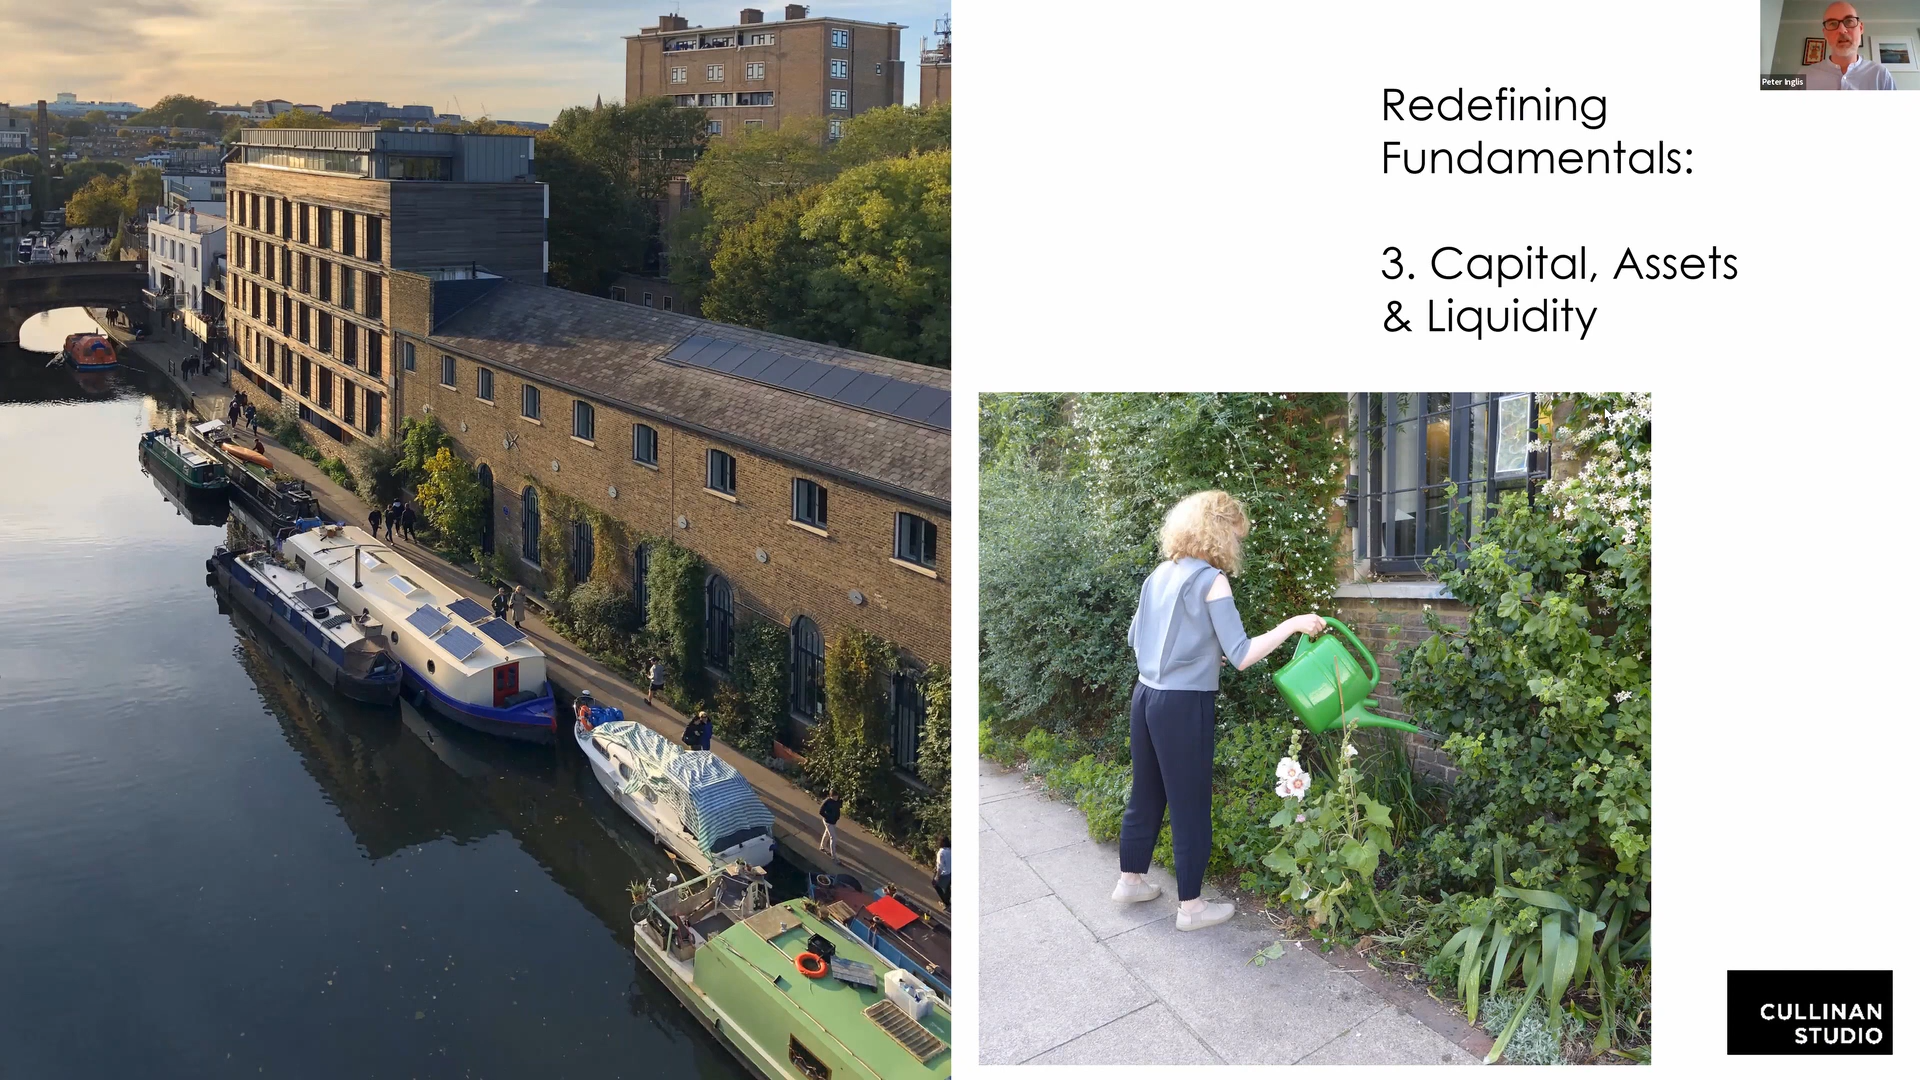 Redefining
Fundamentals:
3. Capital, Assets
& Liquidity
Peter Inglis
CULLINAN
STUDIO